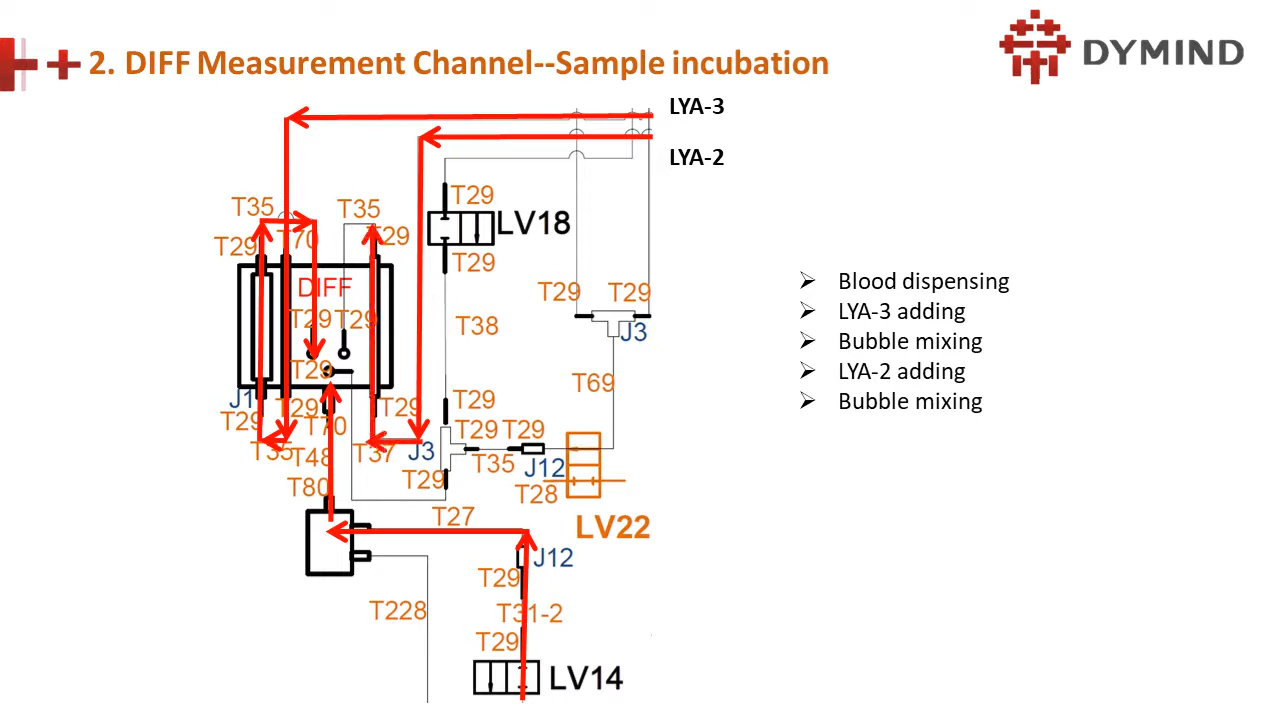 2. DIFF Measurement Channel--Sample incubation
DYMIND
LYA-3
LYA-2
T29
T35
T35
LV18
T29
T70
T29
T29
DIFF
T29
T29
T29
T29
T38
J3
T29
T69
J1
T29
T29
T29
T29
T70
T29
T29
T35
T48
T37
J3
T35
J12
T29
T80
T28
T27
LV22
J12
T29
T228
T31-2
T29
LV14
Blood dispensing
LYA-3 adding
Bubble mixing
LYA-2 adding
Bubble mixing